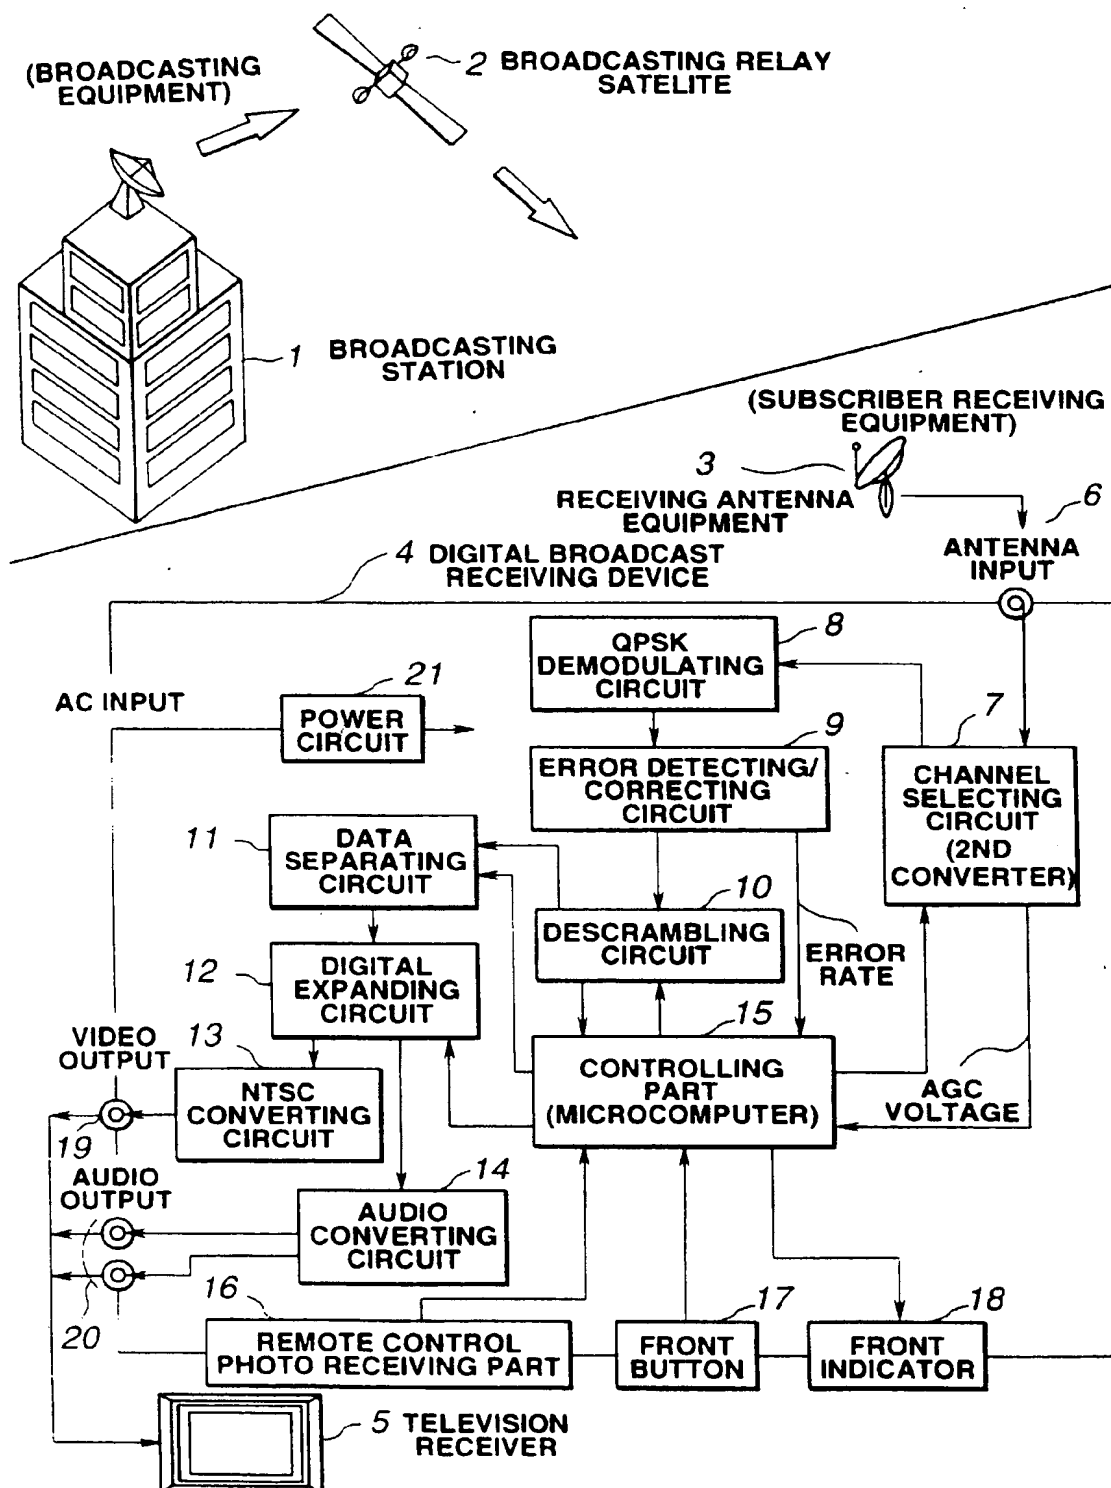 (BROADCASTING
EQUIPMENT)
2 BROADCASTING RELAY
SATELITE
1 BROADCASTING
STATION
(SUBSCRIBER RECEIVING
EQUIPMENT)
3
RECEIVING ANTENNA
EQUIPMENT
6
ANTENNA
INPUT
4 DIGITAL BROADCAST
RECEIVING DEVICE
8
QPSK
DEMODULATING
CIRCUIT
AC INPUT
21
POWER
CIRCUIT
7
CHANNEL
SELECTING
CIRCUIT
(2ND
CONVERTER)
9
ERROR DETECTING/
CORRECTING
CIRCUIT
11
DATA
SEPARATING
CIRCUIT
10
DESCRAMBLING
CIRCUIT
ERROR
RATE
12
DIGITAL
EXPANDING
CIRCUIT
15
CONTROLLING
PART
(MICROCOMPUTER)
AGC
VOLTAGE
VIDEO
OUTPUT
13
NTSC
CONVERTING
CIRCUIT
19
AUDIO
OUTPUT
14
AUDIO
CONVERTING
CIRCUIT
20
16
REMOTE CONTROL
PHOTO RECEIVING PART
17
FRONT
BUTTON
18
FRONT
INDICATOR
5 TELEVISION
RECEIVER